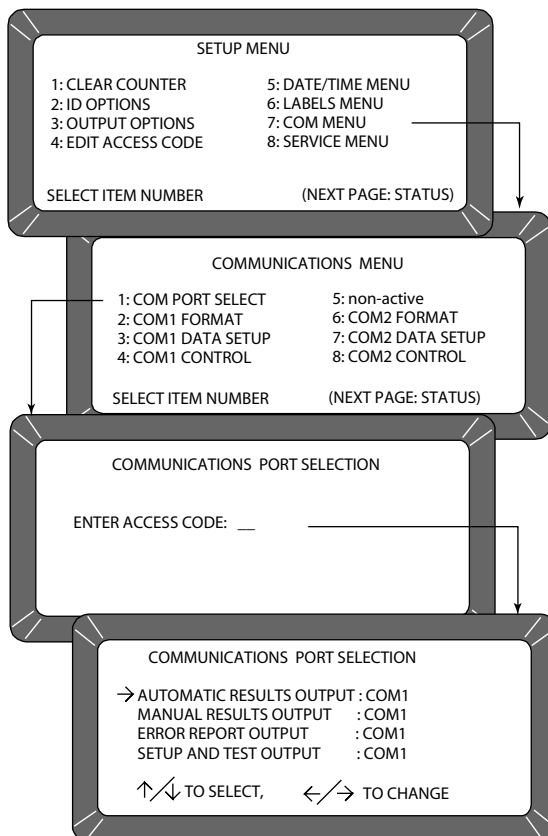 SETUP MENU
1: CLEAR COUNTER 5: DATE/TIME MENU
2: ID OPTIONS 6: LABELS MENU
3: OUTPUT OPTIONS 7: COM MENU
4: EDIT ACCESS CODE 8: SERVICE MENU
SELECT ITEM NUMBER (NEXT PAGE: STATUS)
COMMUNICATIONS MENU
1: COM PORT SELECT 5: non-active
2: COM1 FORMAT 6: COM2 FORMAT
3: COM1 DATA SETUP 7: COM2 DATA SETUP
4: COM1 CONTROL 8: COM2 CONTROL
SELECT ITEM NUMBER (NEXT PAGE: STATUS)
COMMUNICATIONS PORT SELECTION
ENTER ACCESS CODE: __
COMMUNICATIONS PORT SELECTION
→ AUTOMATIC RESULTS OUTPUT : COM1
MANUAL RESULTS OUTPUT : COM1
ERROR REPORT OUTPUT : COM1
SETUP AND TEST OUTPUT : COM1
↑/↓ TO SELECT, ←/→ TO CHANGE